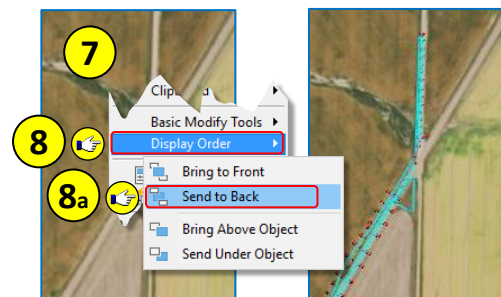 7
Basic Modify Tools
8
Display Order
Bring to Front
8a
Send to Back
Bring Above Object
Send Under Object